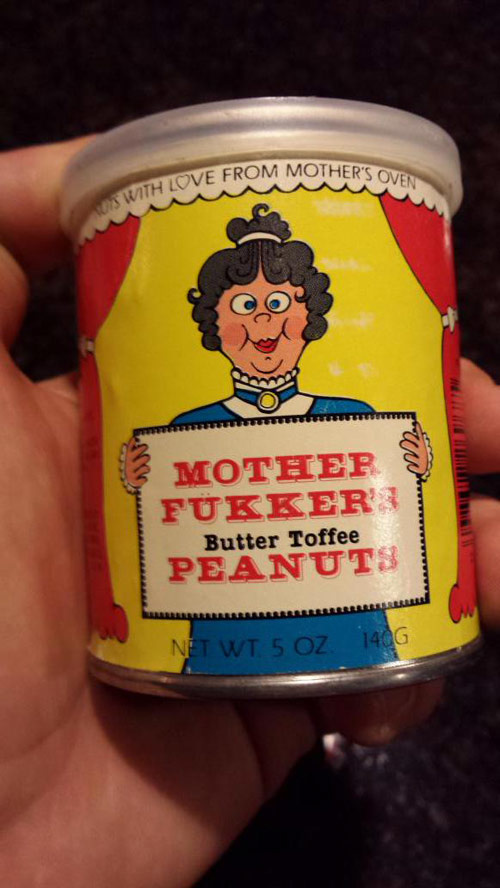 WITH LOVE FROM MOTHER'S OVEN
MOTHER
FÜKKER'S
Butter Toffee
PEANUTS
NET WT. 5 OZ. 140G